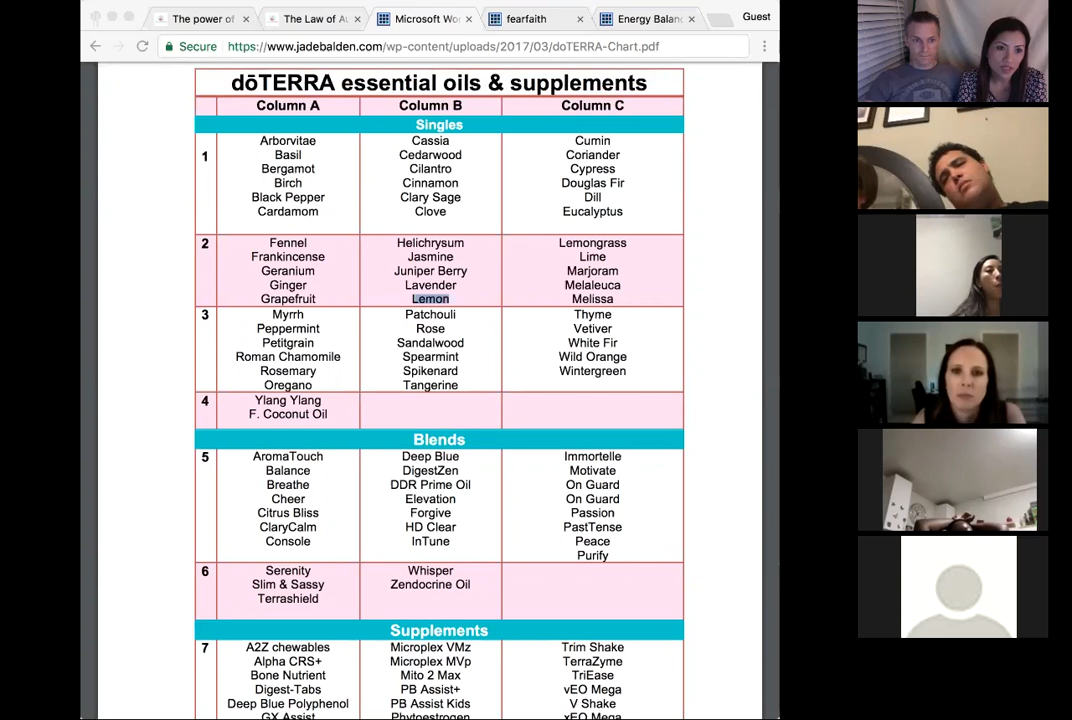 The power of
The Law of A
Microsoft Wo
fearfaith
Energy Balan
Guest
Secure
https://www.jadebalden.com/wp-content/uploads/2017/03/doTERRA-Chart.pdf
dōTERRA essential oils & supplements
Column A Column B Column C
Singles
1
Arborvitae Cassia Cumin
Basil Cedarwood Coriander
Bergamot Cilantro Cypress
Birch Cinnamon Douglas Fir
Black Pepper Clary Sage Dill
Cardamom Clove Eucalyptus
2
Fennel Helichrysum Lemongrass
Frankincense Jasmine Lime
Geranium Juniper Berry Marjoram
Ginger Lavender Melaleuca
Grapefruit Lemon Melissa
3
Myrrh Patchouli Thyme
Peppermint Rose Vetiver
Petitgrain Sandalwood White Fir
Roman Chamomile Spearmint Wild Orange
Rosemary Spikenard Wintergreen
Oregano Tangerine
4
Ylang Ylang
F. Coconut Oil
Blends
5
AromaTouch Deep Blue Immortelle
Balance DigestZen Motivate
Breathe DDR Prime Oil On Guard
Cheer Elevation On Guard
Citrus Bliss Forgive Passion
ClaryCalm HD Clear PastTense
Console InTune Peace
Purify
6
Serenity Whisper
Slim & Sassy Zendocrine Oil
Terrashield
Supplements
7
A2Z chewables Microplex VMz Trim Shake
Alpha CRS+ Microplex MVp TerraZyme
Bone Nutrient Mito 2 Max TriEase
Digest-Tabs PB Assist+ vEO Mega
Deep Blue Polyphenol PB Assist Kids V Shake
GX Assist Phytoestrogen xEO Mega